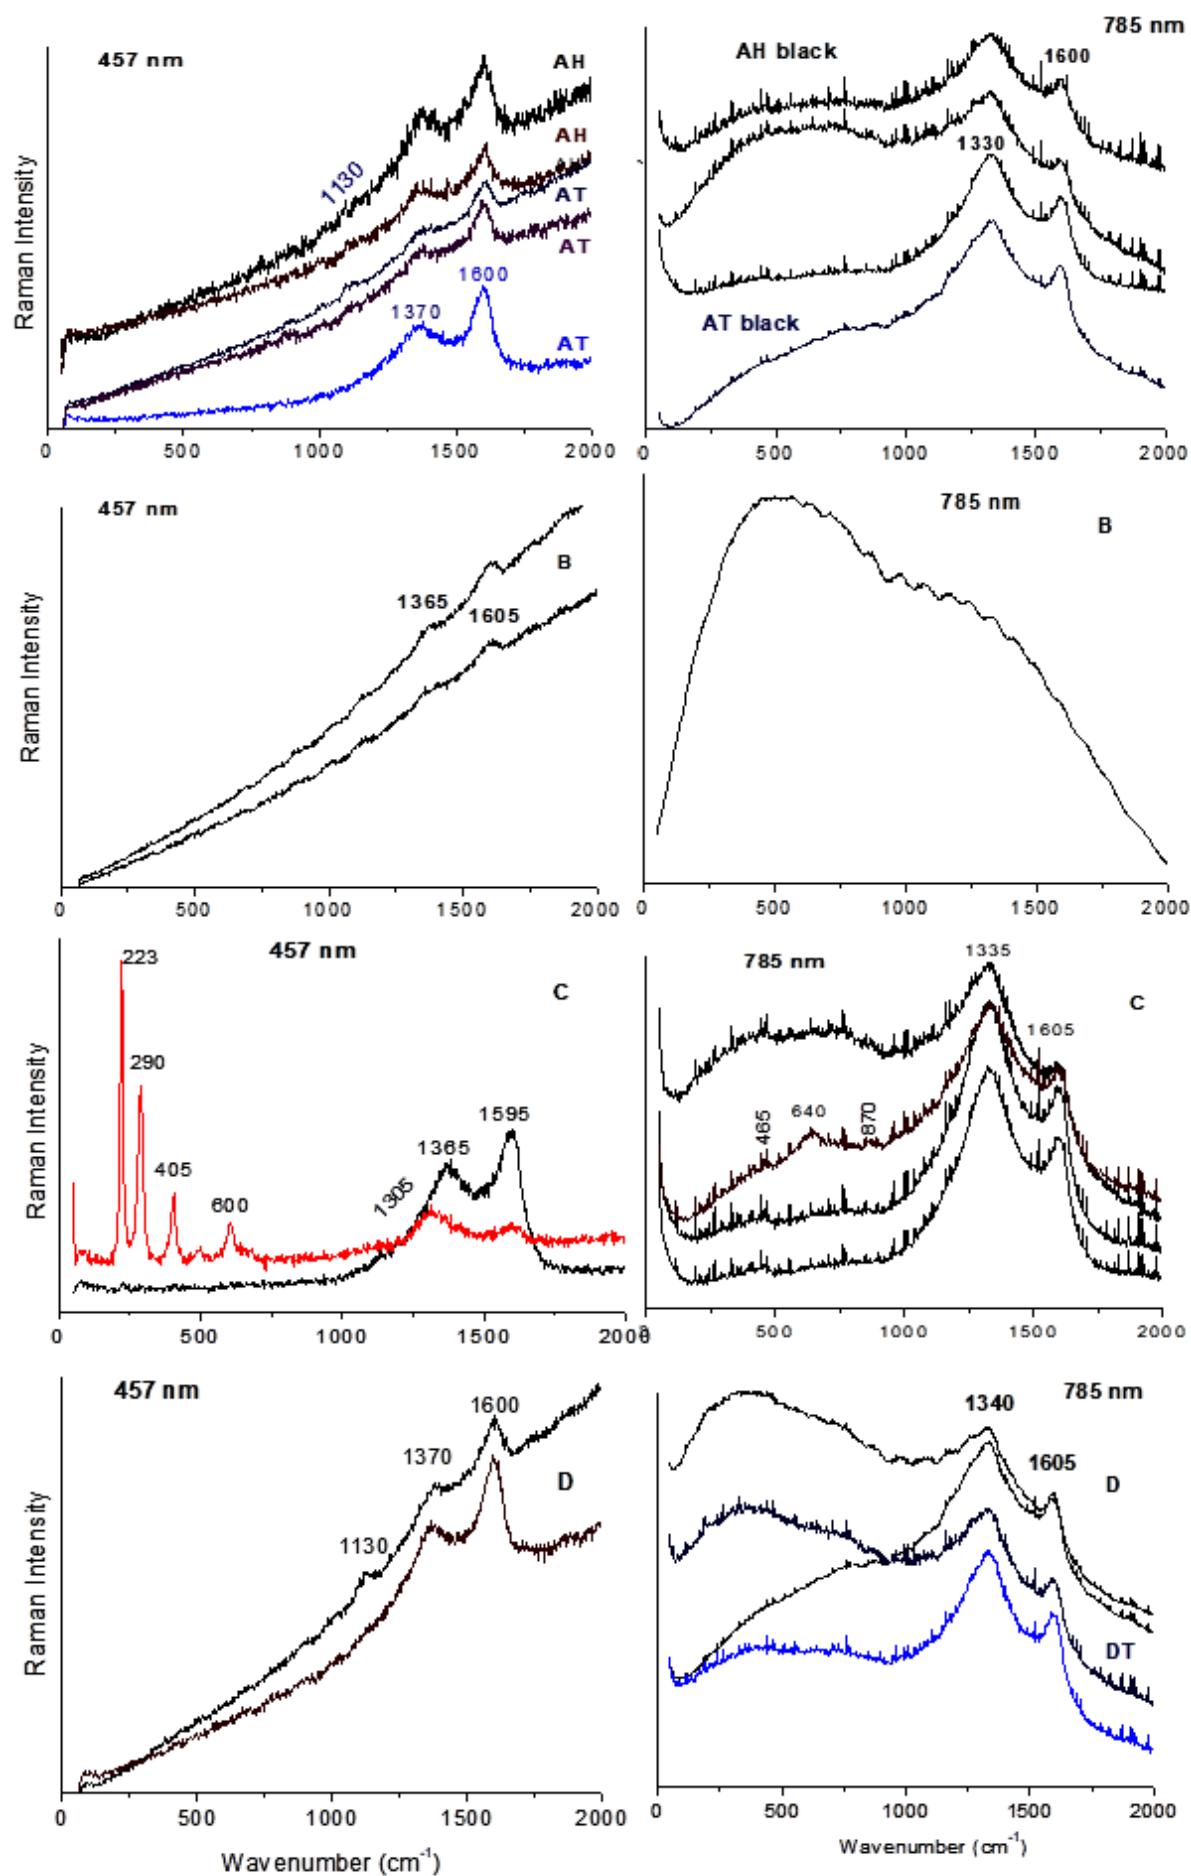 457 nm
AH
AH
AH
AT
AT
AT
1130
1370
1600
Raman Intensity
0 500 1000 1500 2000
785 nm
AH black
1600
1330
AT black
0 500 1000 1500 2000
457 nm
B
1365
1605
Raman Intensity
0 500 1000 1500 2000
785 nm
B
0 500 1000 1500 2000
457 nm
C
223
290
405
600
1305
1365
1595
Raman Intensity
0 500 1000 1500 2000
785 nm
C
1335
1605
465
640
870
0 500 1000 1500 2000
457 nm
D
1600
1370
1130
Raman Intensity
0 500 1000 1500 2000
Wavenumber (cm⁻¹)
785 nm
1340
1605
D
DT
0 500 1000 1500 2000
Wavenumber (cm⁻¹)